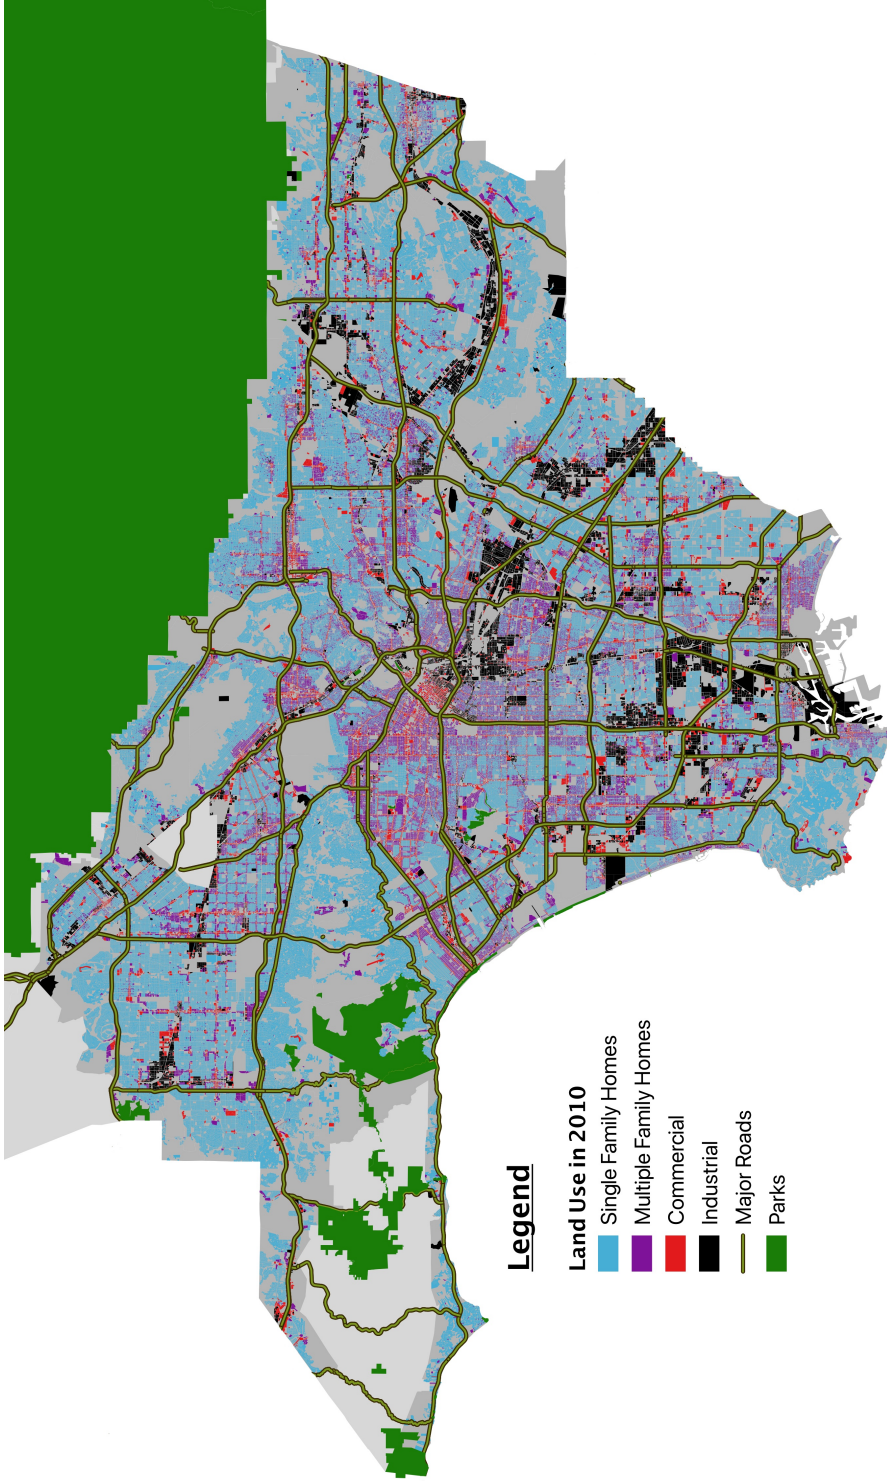 Legend
Land Use in 2010
Single Family Homes
Multiple Family Homes
Commercial
Industrial
Major Roads
Parks